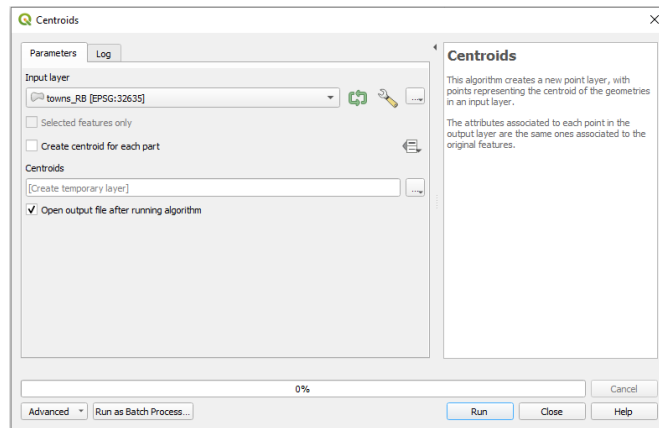 Centroids
Parameters
Log
Input layer
towns_RB [EPSG:32635]
...
Selected features only
Create centroid for each part
Centroids
[Create temporary layer]
...
Open output file after running algorithm
Centroids
This algorithm creates a new point layer, with
points representing the centroid of the geometries
in an input layer.
The attributes associated to each point in the
output layer are the same ones associated to the
original features.
0%
Cancel
Advanced
Run as Batch Process...
Run
Close
Help